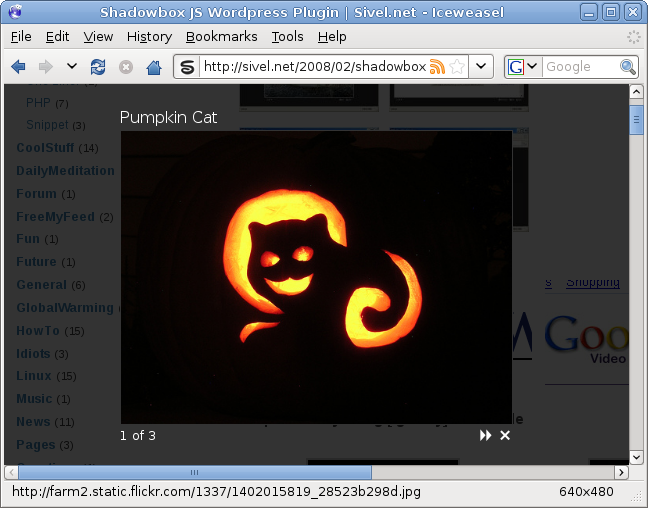 Shadowbox JS Wordpress Plugin | Sivel.net - Iceweasel
File Edit View History Bookmarks Tools Help
http://sivel.net/2008/02/shadowbox
G Google
PHP (7)
Snippet (3)
CoolStuff (14)
DailyMeditation
Forum (1)
FreeMyFeed (2)
Fun (1)
Future (1)
General (6)
GlobalWarming
HowTo (15)
Idiots (3)
Linux (15)
Music (1)
News (11)
Pages (3)
Pumpkin Cat
s Shopping
Goo
Video
1 of 3
http://farm2.static.flickr.com/1337/1402015819_28523b298d.jpg
640x480